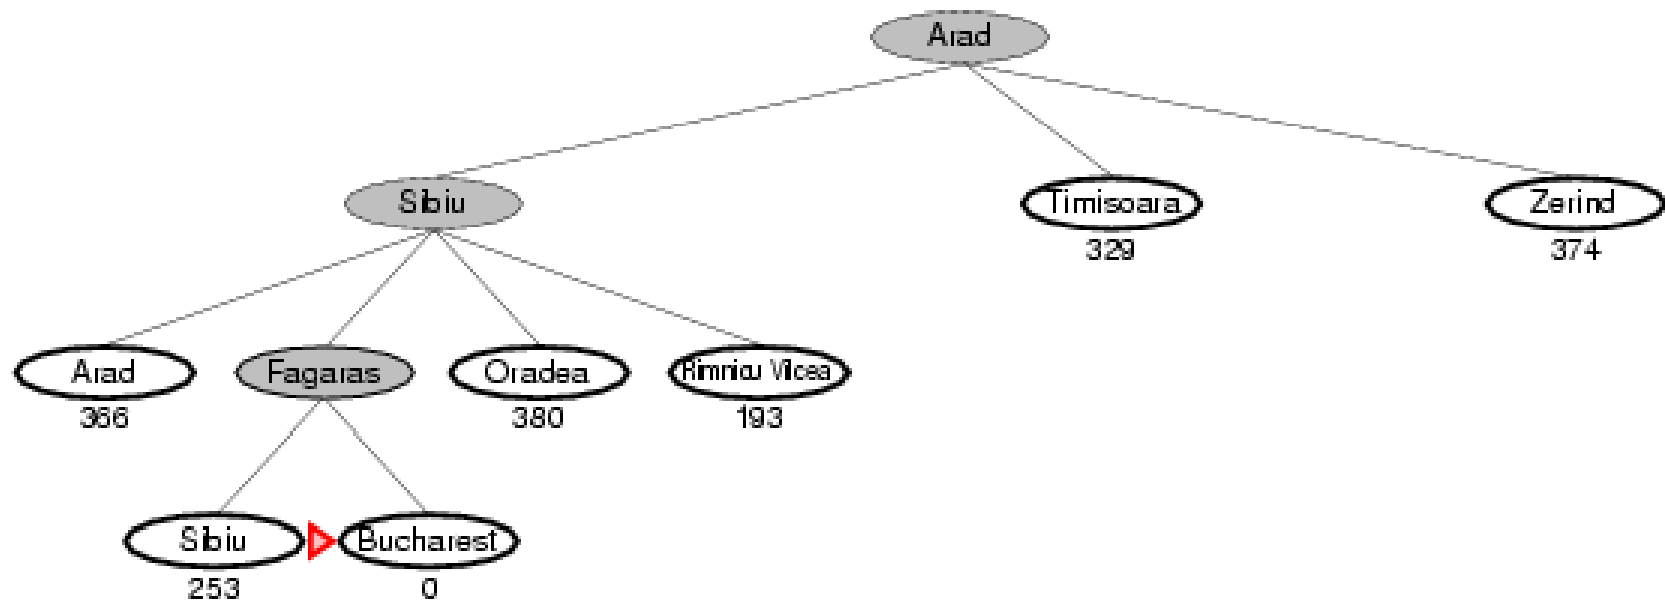 Arad
Sibiu
Timisoara
Zerind
329
374
Arad
Fagaras
Oradea
Rimnicu Vilcea
366
380
193
Sibiu
Bucharest
253
0